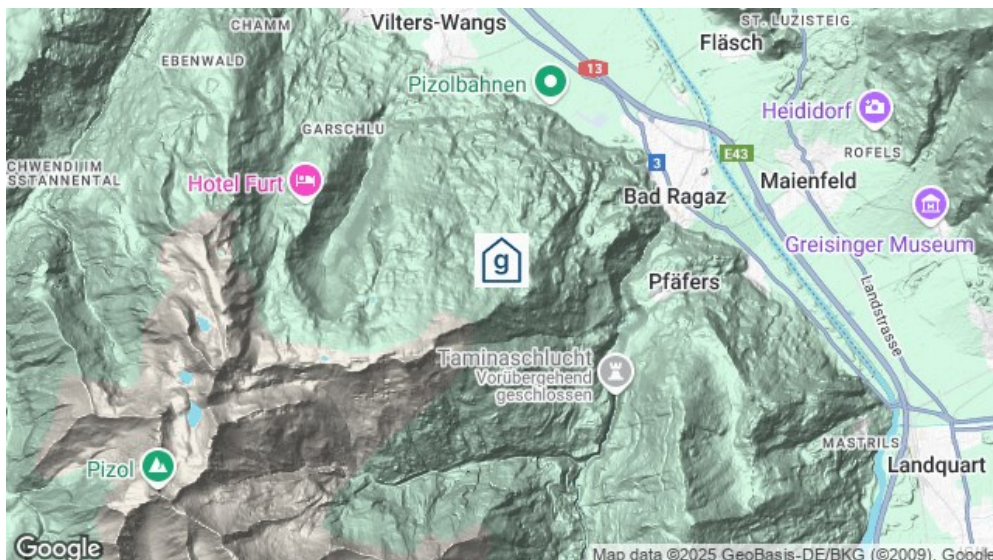 CHAMM
Vilters-Wangs
ST. LUZISTEIG
Fläsch
EBENWALD
13
Pizolbahnen
Heididorf
GARSCHLU
3
E43
ROFELS
CHWENDI|IM
SSTANNENTAL
Hotel Furt
Maienfeld
Bad Ragaz
Greisinger Museum
g
Pfäfers
Landstrasse
Taminaschlucht
Vorübergehend
geschlossen
Pizol
MASTRILS
Landquart
Google
Map data ©2025 GeoBasis-DE/BKG (©2009), Google